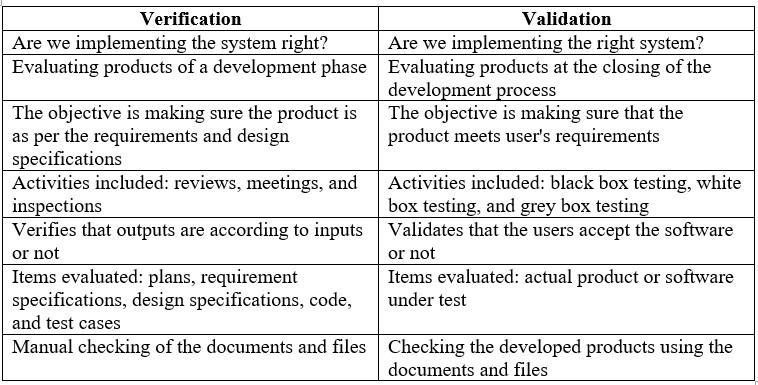 Verification Validation
Are we implementing the system right? Are we implementing the right system?
Evaluating products of a development phase Evaluating products at the closing of the
development process
The objective is making sure the product is The objective is making sure that the
as per the requirements and design product meets user's requirements
specifications
Activities included: reviews, meetings, and Activities included: black box testing, white
inspections box testing, and grey box testing
Verifies that outputs are according to inputs Validates that the users accept the software
or not or not
Items evaluated: plans, requirement Items evaluated: actual product or software
specifications, design specifications, code, under test
and test cases
Manual checking of the documents and files Checking the developed products using the
documents and files